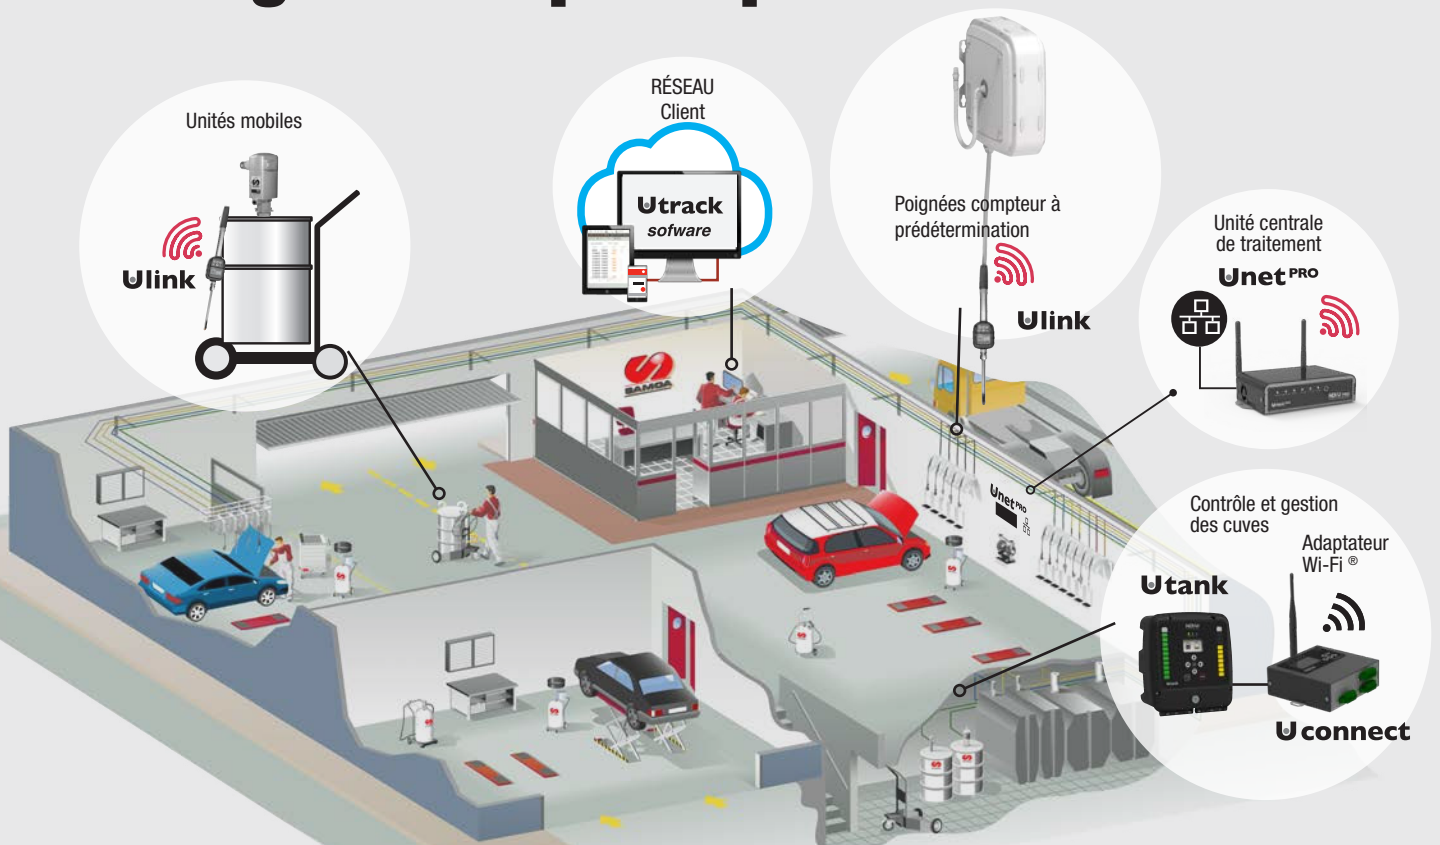 Unités mobiles
Ulink
RÉSEAU
Client
Utrack
sofware
Poignées compteur à
prédétermination
Ulink
Unité centrale
de traitement
Unet PRO
SAMOA
Unet PRO
Contrôle et gestion
des cuves
Adaptateur
Wi-Fi ®
Utank
U connect